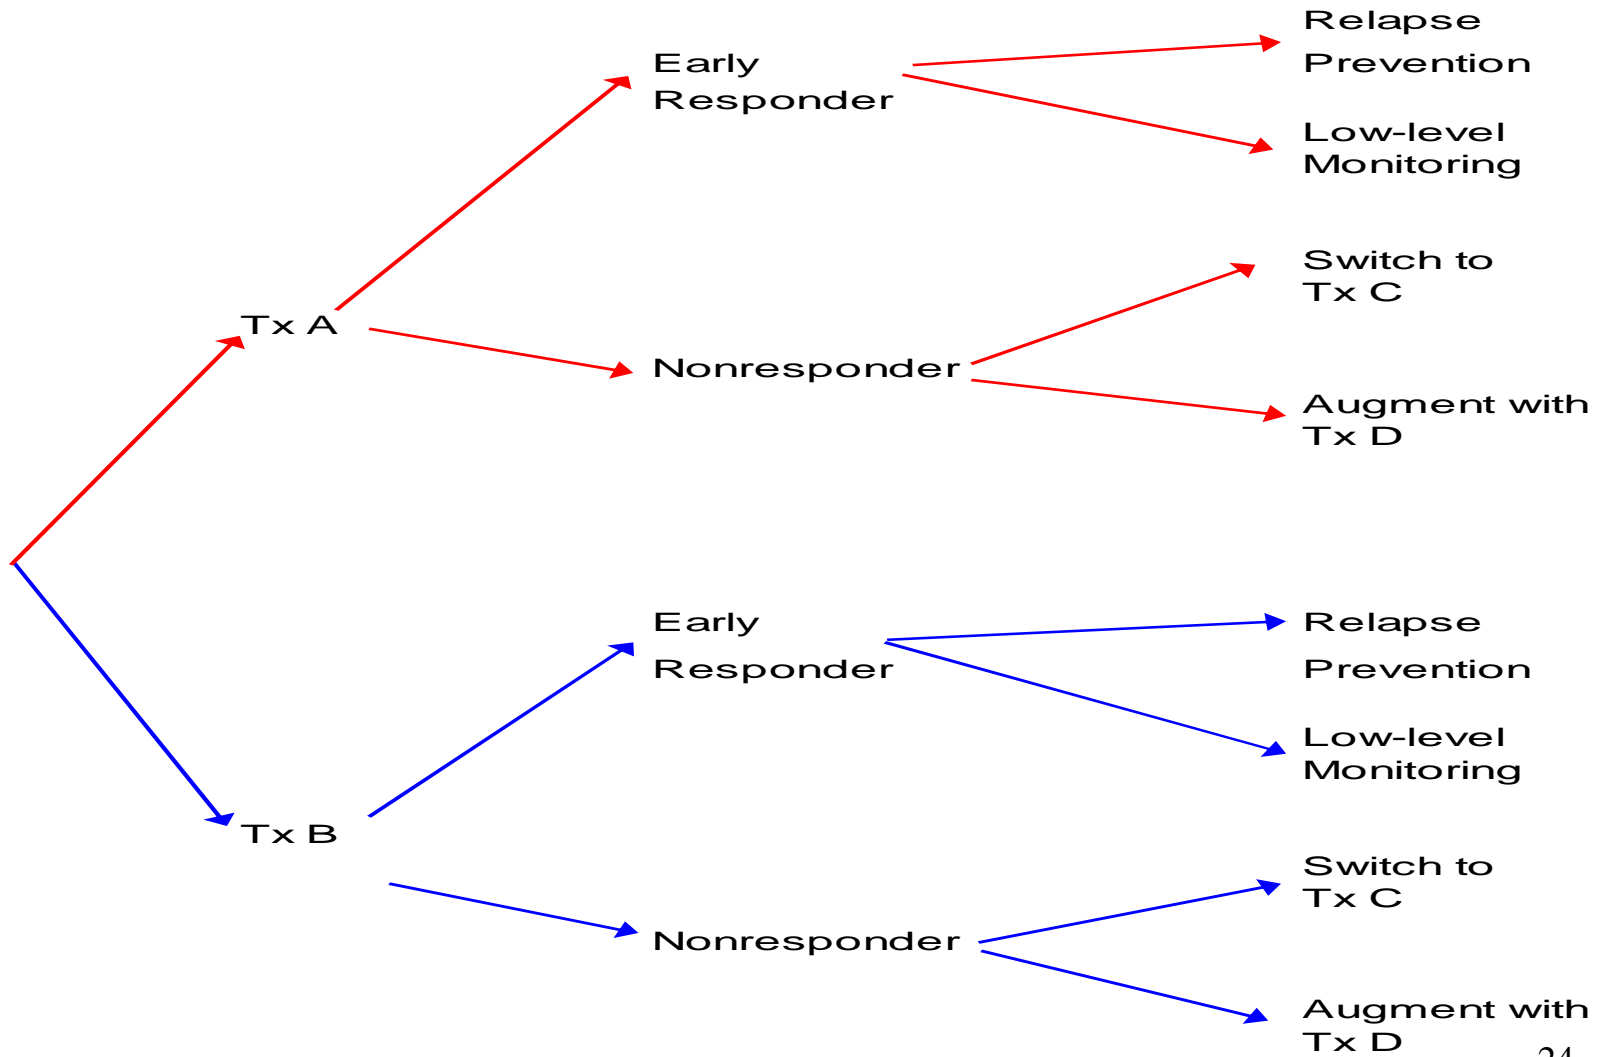 Relapse
Prevention
Early
Responder
Low-level
Monitoring
Switch to
Tx C
Tx A
Nonresponder
Augment with
Tx D
Early
Responder
Relapse
Prevention
Low-level
Monitoring
Tx B
Switch to
Tx C
Nonresponder
Augment with
Tx D
24